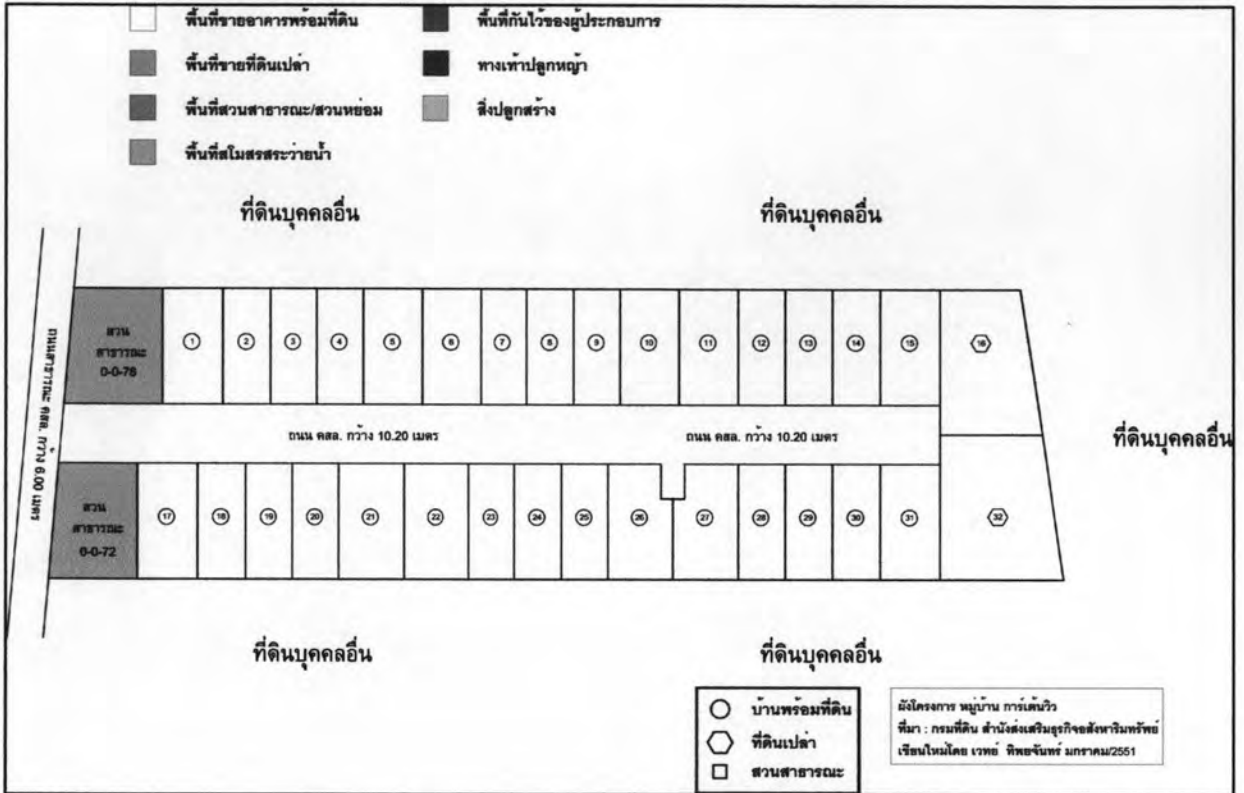 พื้นที่ขายอาคารพร้อมที่ดิน
พื้นที่ขายที่ดินเปล่า
พื้นที่สวนสาธารณะ/สวนหย่อม
พื้นที่สโมสรสระว่ายน้ำ
พื้นที่กันไว้ของผู้ประกอบการ
ทางเท้าปลูกหญ้า
สิ่งปลูกสร้าง
ที่ดินบุคคลอื่น
ที่ดินบุคคลอื่น
ถนนสาธารณะ คสล. กว้าง 6.00 เมตร
สวน
สาธารณะ
0-0-76
1 2 3 4 5 6 7 8 9 10 11 12 13 14 15 16
ถนน คสล. กว้าง 10.20 เมตร
ถนน คสล. กว้าง 10.20 เมตร
ที่ดินบุคคลอื่น
สวน
สาธารณะ
0-0-72
17 18 19 20 21 22 23 24 25 26 27 28 29 30 31 32
ที่ดินบุคคลอื่น
ที่ดินบุคคลอื่น
บ้านพร้อมที่ดิน
ที่ดินเปล่า
สวนสาธารณะ
ผังโครงการ หมู่บ้าน การ์เด้นวิว
ที่มา : กรมที่ดิน สำนังส่งเสริมธุรกิจอสังหาริมทรัพย์
เขียนใหม่โดย เวทย์ ทิพยจันทร์ มกราคม/2551